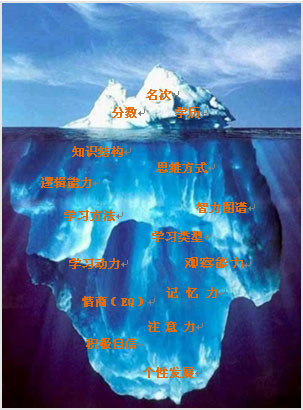 名次
分数
学历
知识结构
思维方式
逻辑能力
智力图谱
学习方法
学习类型
学习动力
观察能力
记 忆 力
情商（EQ）
注 意 力
积极自信
个性发展